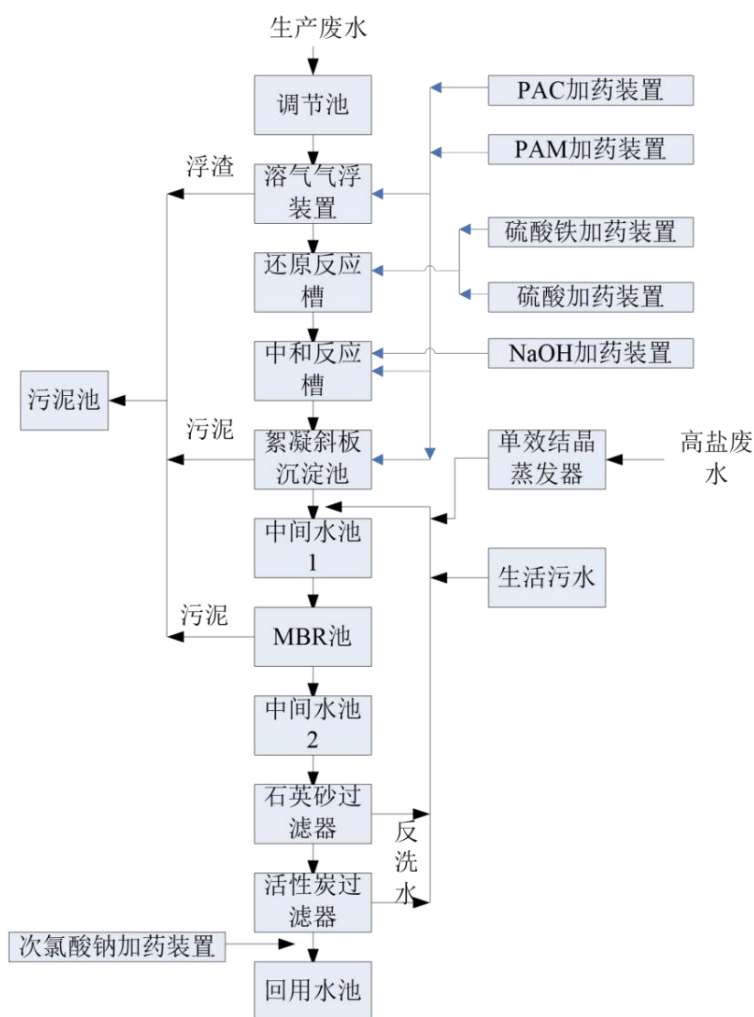 生产废水
调节池
PAC加药装置
PAM加药装置
浮渣
溶气气浮
装置
硫酸铁加药装置
还原反应
槽
硫酸加药装置
中和反应
槽
NaOH加药装置
污泥池
污泥
絮凝斜板
沉淀池
单效结晶
蒸发器
高盐废
水
中间水池
1
生活污水
污泥
MBR池
中间水池
2
石英砂过
滤器
反
洗
水
活性炭过
滤器
次氯酸钠加药装置
回用水池